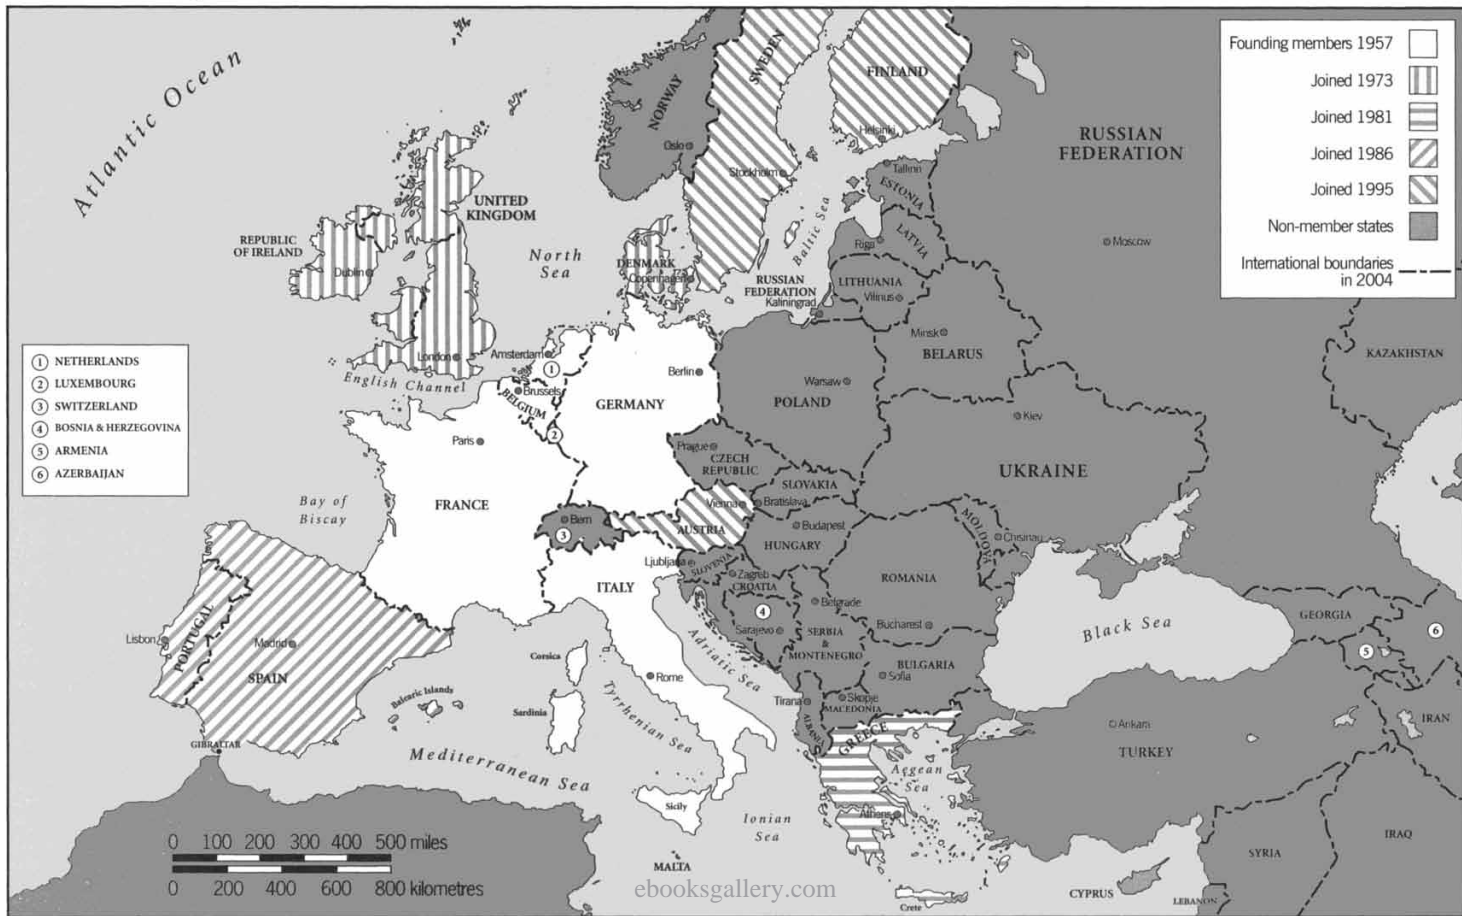 Atlantic Ocean
SWEDEN
FINLAND
NORWAY
Helsinki
Oslo
Stockholm
Tallinn
ESTONIA
RUSSIAN
FEDERATION
Moscow
Founding members 1957
Joined 1973
Joined 1981
Joined 1986
Joined 1995
Non-member states
International boundaries
in 2004
UNITED
KINGDOM
REPUBLIC
OF IRELAND
Dublin
North
Sea
DENMARK
Copenhagen
Baltic Sea
Riga
LATVIA
RUSSIAN
FEDERATION
Kaliningrad
LITHUANIA
Vilinus
Minsk
BELARUS
KAZAKHSTAN
1 NETHERLANDS
2 LUXEMBOURG
3 SWITZERLAND
4 BOSNIA & HERZEGOVINA
5 ARMENIA
6 AZERBAIJAN
London
English Channel
Amsterdam
1
Brussels
BELGIUM
2
Berlin
GERMANY
Warsaw
POLAND
Kiev
UKRAINE
Paris
FRANCE
Prague
CZECH
REPUBLIC
SLOVAKIA
Bratislava
Vienna
AUSTRIA
Bern
3
Bay of
Biscay
Budapest
HUNGARY
MOLDOVA
Chisinau
Ljubljana
SLOVENIA
Zagreb
CROATIA
ITALY
ROMANIA
Belgrade
Bucharest
4
Sarajevo
SERBIA
&
MONTENEGRO
BULGARIA
Sofia
Black Sea
GEORGIA
5
6
Lisbon
PORTUGAL
Madrid
SPAIN
Balearic Islands
GIBRALTAR
Corsica
Sardinia
Rome
Adriatic Sea
Tyrrhenian Sea
Mediterranean Sea
Tirana
ALBANIA
Skopje
MACEDONIA
GREECE
Aegean
Sea
Athens
Ankara
TURKEY
IRAN
IRAQ
SYRIA
LEBANON
CYPRUS
Sicily
Ionian
Sea
MALTA
Crete
0 100 200 300 400 500 miles
0 200 400 600 800 kilometres
ebooksgallery.com